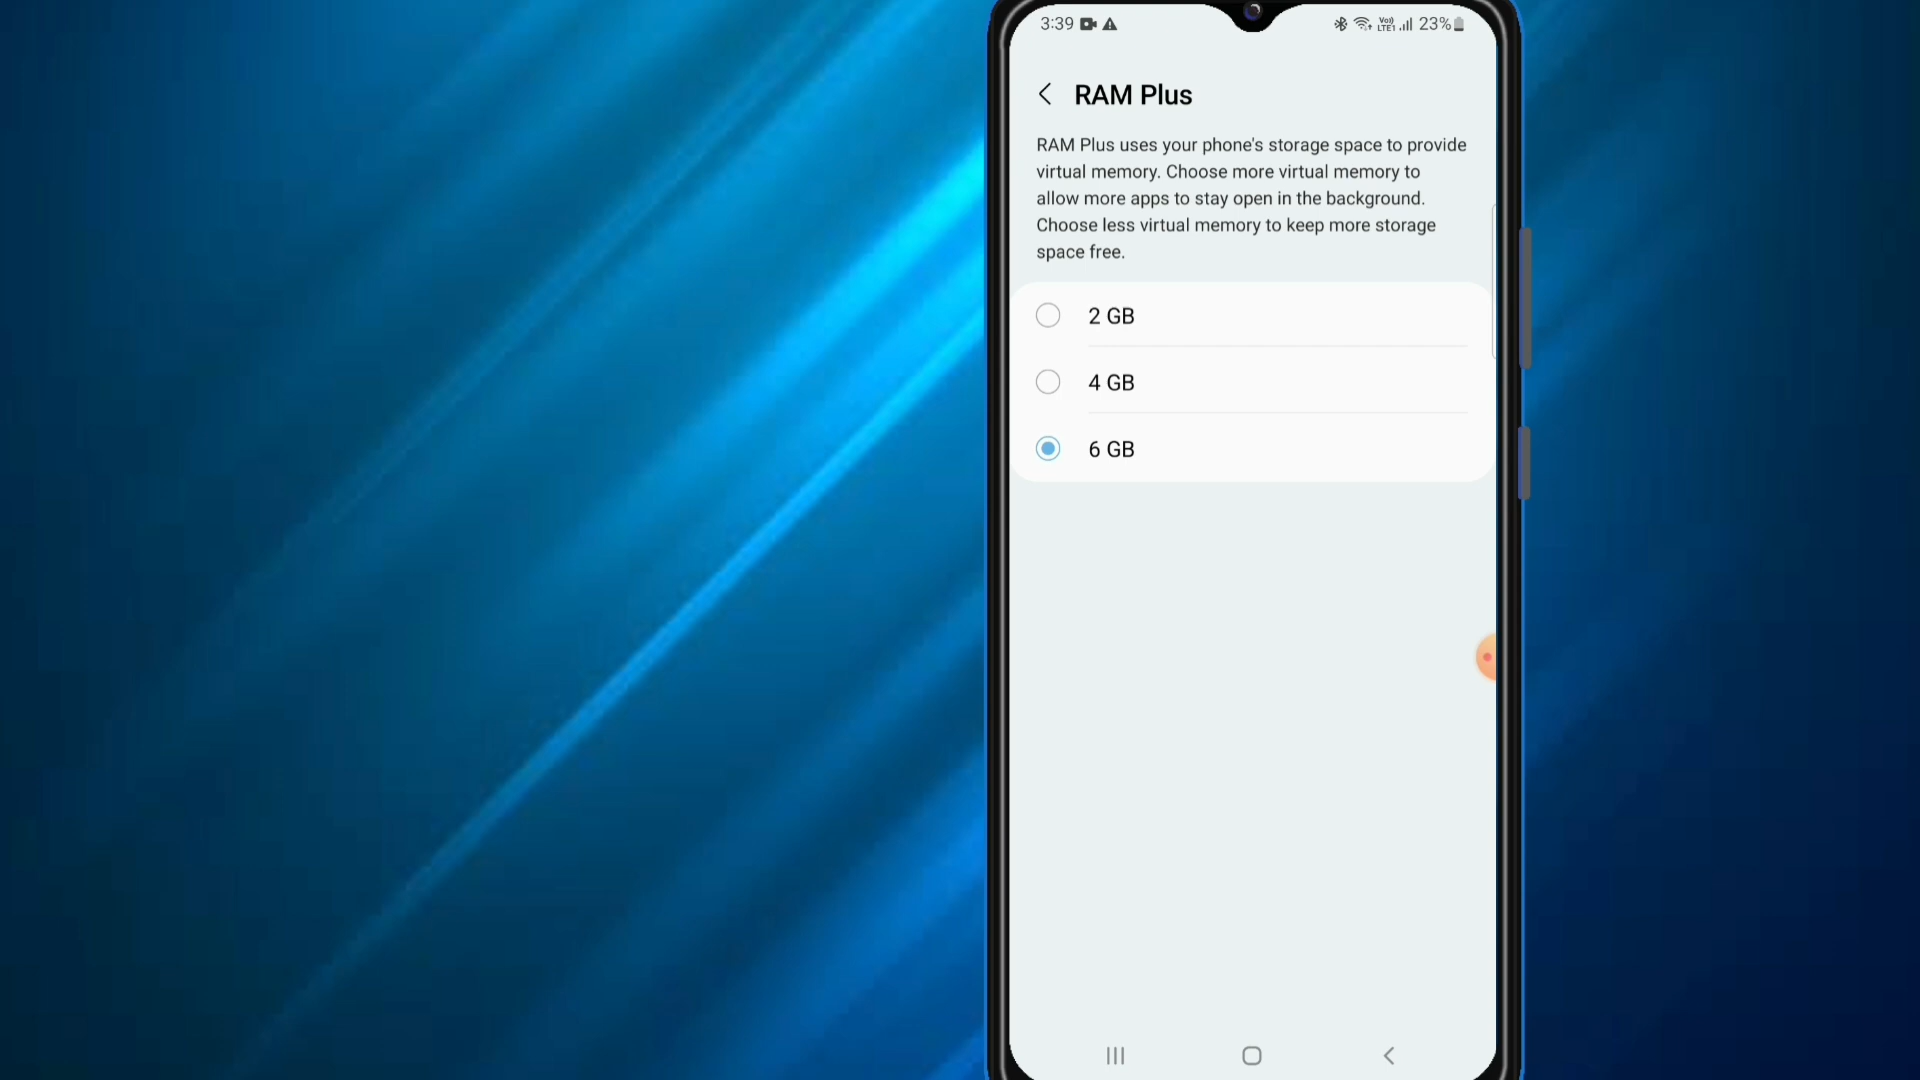 3:39 23%
Vo)) LTE1
RAM Plus
RAM Plus uses your phone's storage space to provide
virtual memory. Choose more virtual memory to
allow more apps to stay open in the background.
Choose less virtual memory to keep more storage
space free.
2 GB
4 GB
6 GB